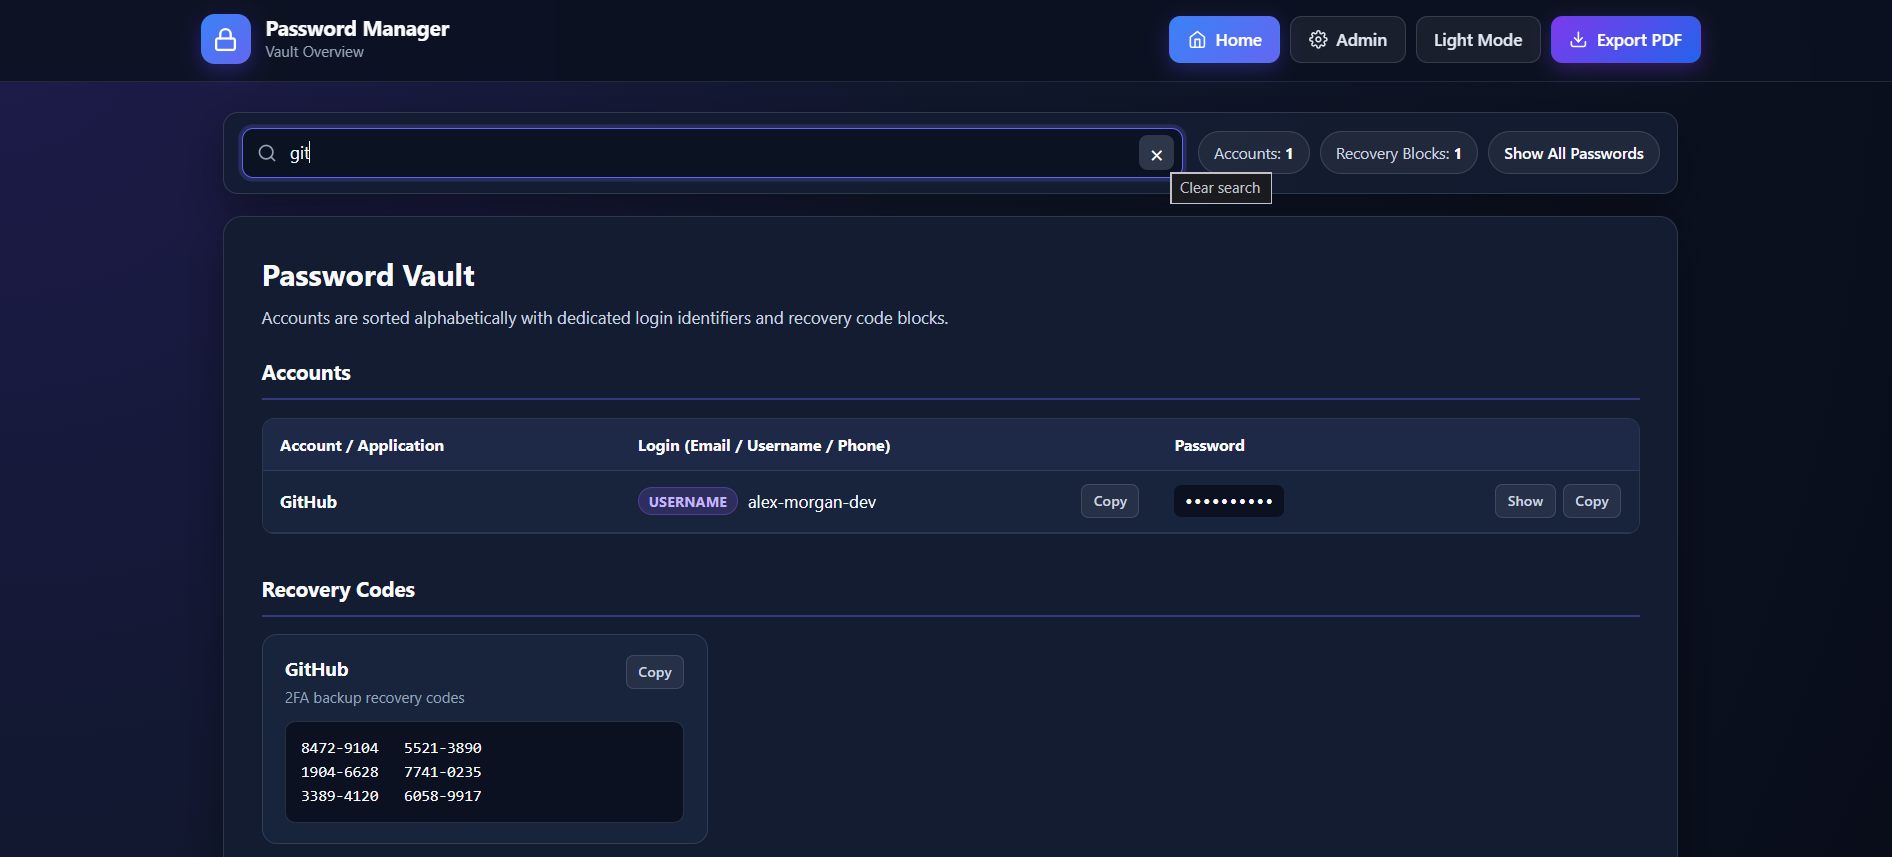 Password Manager
Vault Overview
Home
Admin
Light Mode
Export PDF
git
×
Accounts: 1
Recovery Blocks: 1
Show All Passwords
Clear search
Password Vault
Accounts are sorted alphabetically with dedicated login identifiers and recovery code blocks.
Accounts
Account / Application Login (Email / Username / Phone) Password
GitHub USERNAME alex-morgan-dev Copy •••••••••• Show Copy
Recovery Codes
GitHub Copy
2FA backup recovery codes
8472-9104 5521-3890
1904-6628 7741-0235
3389-4120 6058-9917